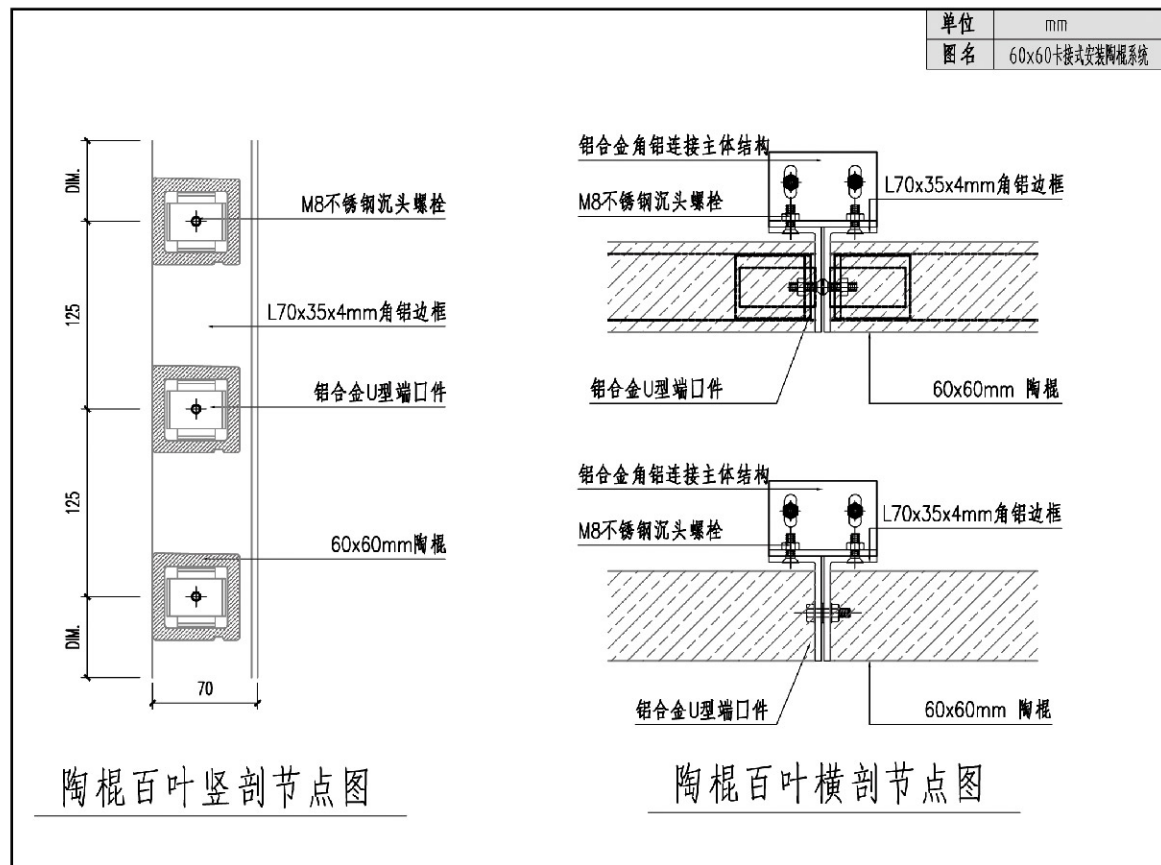 单位 mm
图名 60x60卡接式安装陶棍系统
DIM.
125
125
DIM.
70
M8不锈钢沉头螺栓
L70x35x4mm角铝边框
铝合金U型端口件
60x60mm陶棍
陶棍百叶竖剖节点图
铝合金角铝连接主体结构
M8不锈钢沉头螺栓
L70x35x4mm角铝边框
铝合金U型端口件
60x60mm 陶棍
铝合金角铝连接主体结构
M8不锈钢沉头螺栓
L70x35x4mm角铝边框
铝合金U型端口件
60x60mm 陶棍
陶棍百叶横剖节点图